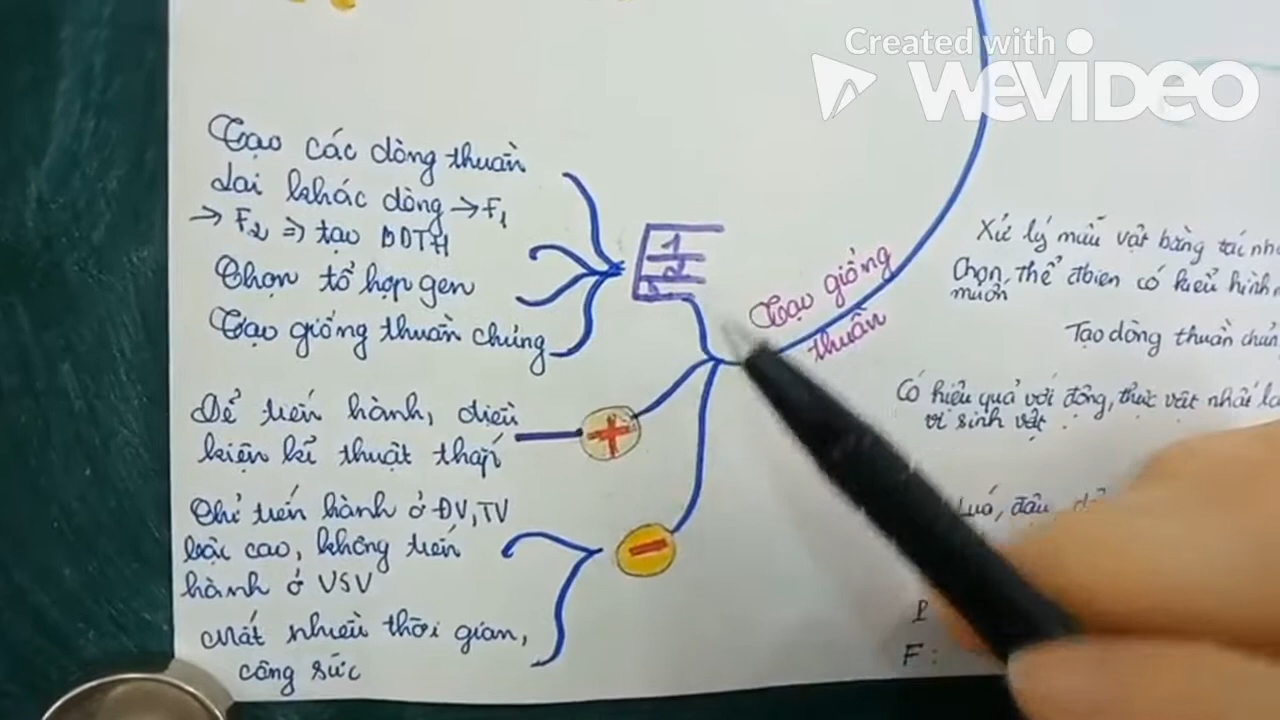 Created with
WEVIDEO
Tạo các dòng thuần
Lai khác dòng → F1
→ F2 => tạo BDTH
Chọn tổ hợp gen
Tạo giống thuần chủng
1
2
Tạo giống
thuần
Dễ tiến hành, điều
kiện kĩ thuật thấp
Chỉ tiến hành ở ĐV, TV
bậc cao, không tiến
hành ở VSV
Mất nhiều thời gian,
công sức
Xử lý mẫu vật bằng tác
Chọn thể đbiến có kiểu hình
muốn
Tạo dòng thuần
Có hiệu quả với động, thực vật nhất
vi sinh vật
đậu
F: